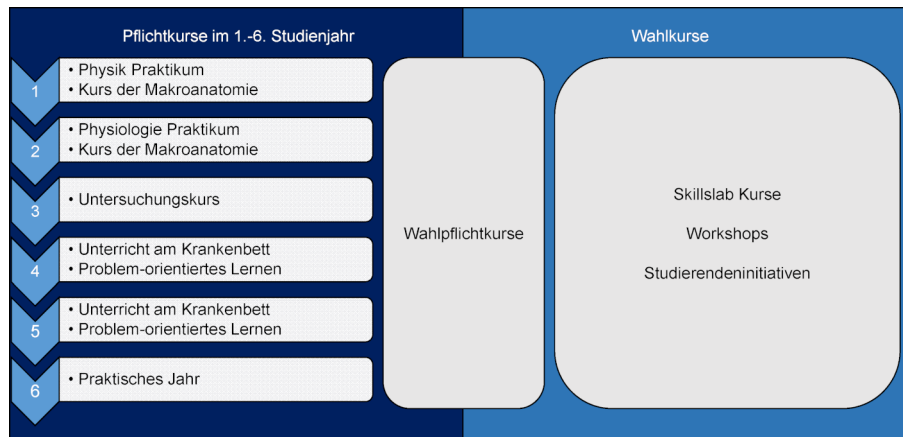 Pflichtkurse im 1.-6. Studienjahr
Wahlkurse
1
• Physik Praktikum
• Kurs der Makroanatomie
2
• Physiologie Praktikum
• Kurs der Makroanatomie
3
• Untersuchungskurs
4
• Unterricht am Krankenbett
• Problem-orientiertes Lernen
5
• Unterricht am Krankenbett
• Problem-orientiertes Lernen
6
• Praktisches Jahr
Wahlpflichtkurse
Skillslab Kurse
Workshops
Studierendeninitiativen